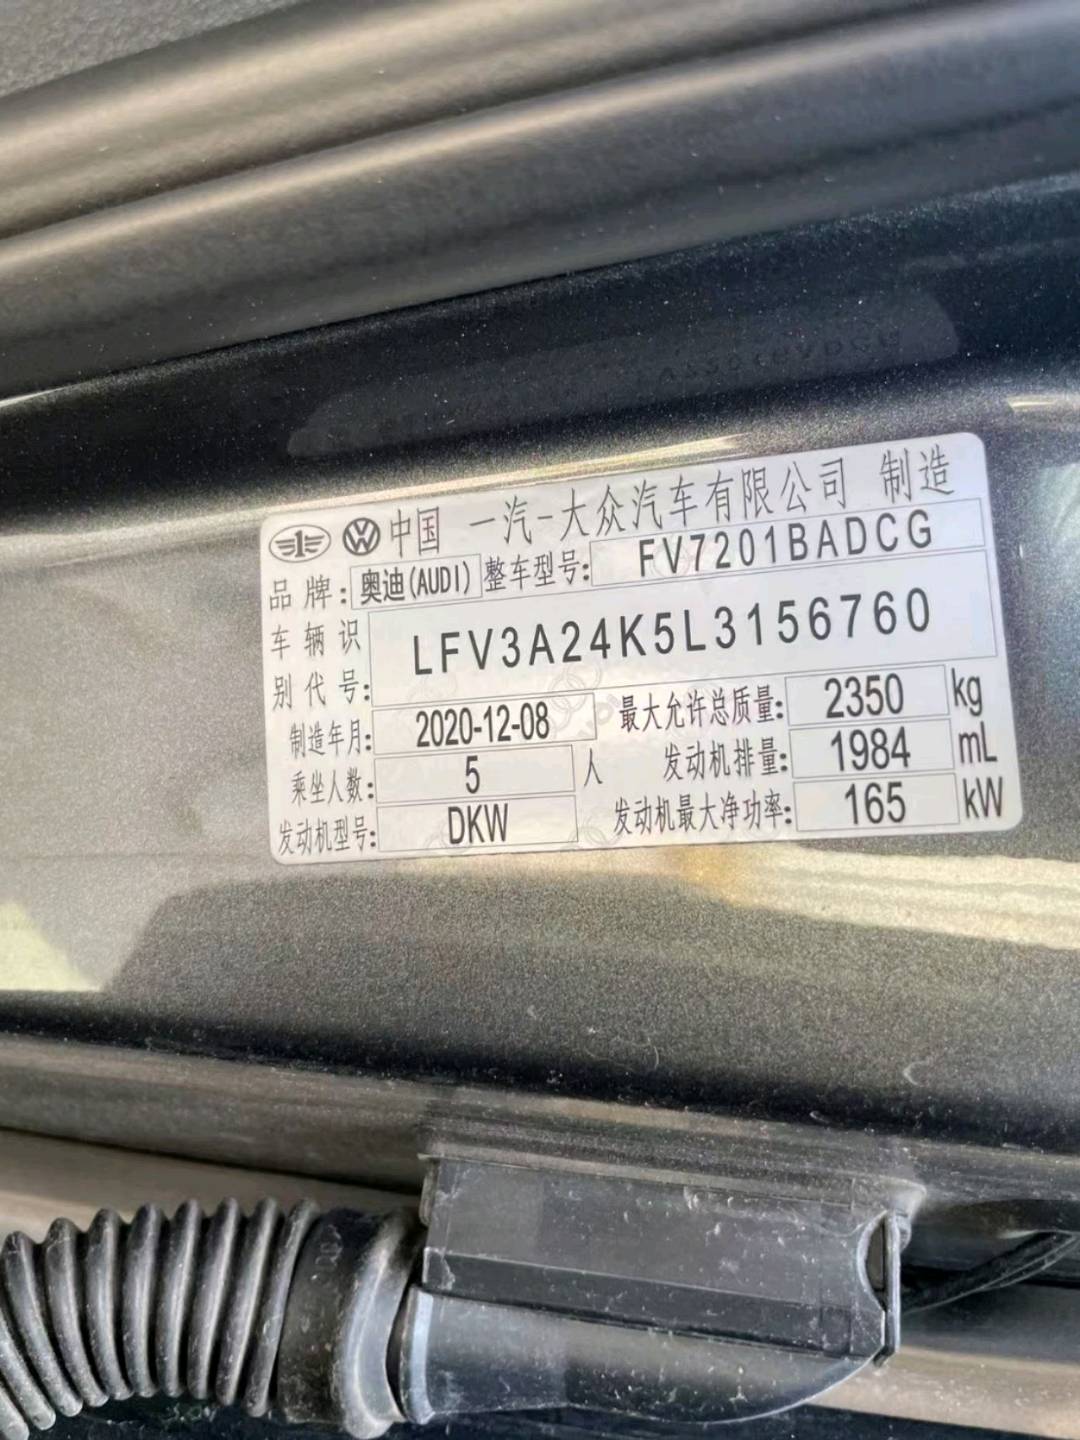 中国 一汽-大众汽车有限公司 制造
品牌: 奥迪(AUDI) 整车型号: FV7201BADCG
车辆识别代号: LFV3A24K5L3156760
制造年月: 2020-12-08 最大允许总质量: 2350 kg
乘坐人数: 5 人 发动机排量: 1984 mL
发动机型号: DKW 发动机最大净功率: 165 kW